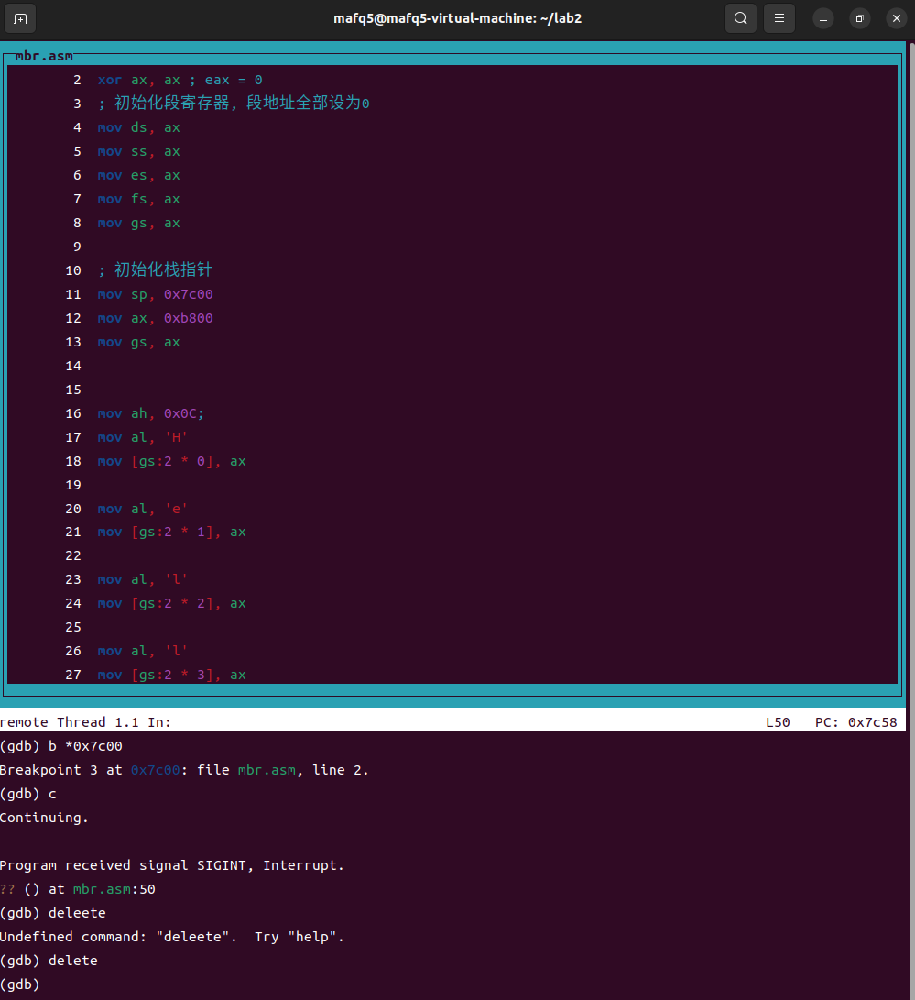 mafq5@mafq5-virtual-machine: ~/lab2
mbr.asm
2 xor ax, ax ; eax = 0
3 ; 初始化段寄存器, 段地址全部设为0
4 mov ds, ax
5 mov ss, ax
6 mov es, ax
7 mov fs, ax
8 mov gs, ax
9
10 ; 初始化栈指针
11 mov sp, 0x7c00
12 mov ax, 0xb800
13 mov gs, ax
14
15
16 mov ah, 0x0C;
17 mov al, 'H'
18 mov [gs:2 * 0], ax
19
20 mov al, 'e'
21 mov [gs:2 * 1], ax
22
23 mov al, 'l'
24 mov [gs:2 * 2], ax
25
26 mov al, 'l'
27 mov [gs:2 * 3], ax
remote Thread 1.1 In: L50 PC: 0x7c58
(gdb) b *0x7c00
Breakpoint 3 at 0x7c00: file mbr.asm, line 2.
(gdb) c
Continuing.
Program received signal SIGINT, Interrupt.
?? () at mbr.asm:50
(gdb) deleete
Undefined command: "deleete".  Try "help".
(gdb) delete
(gdb)